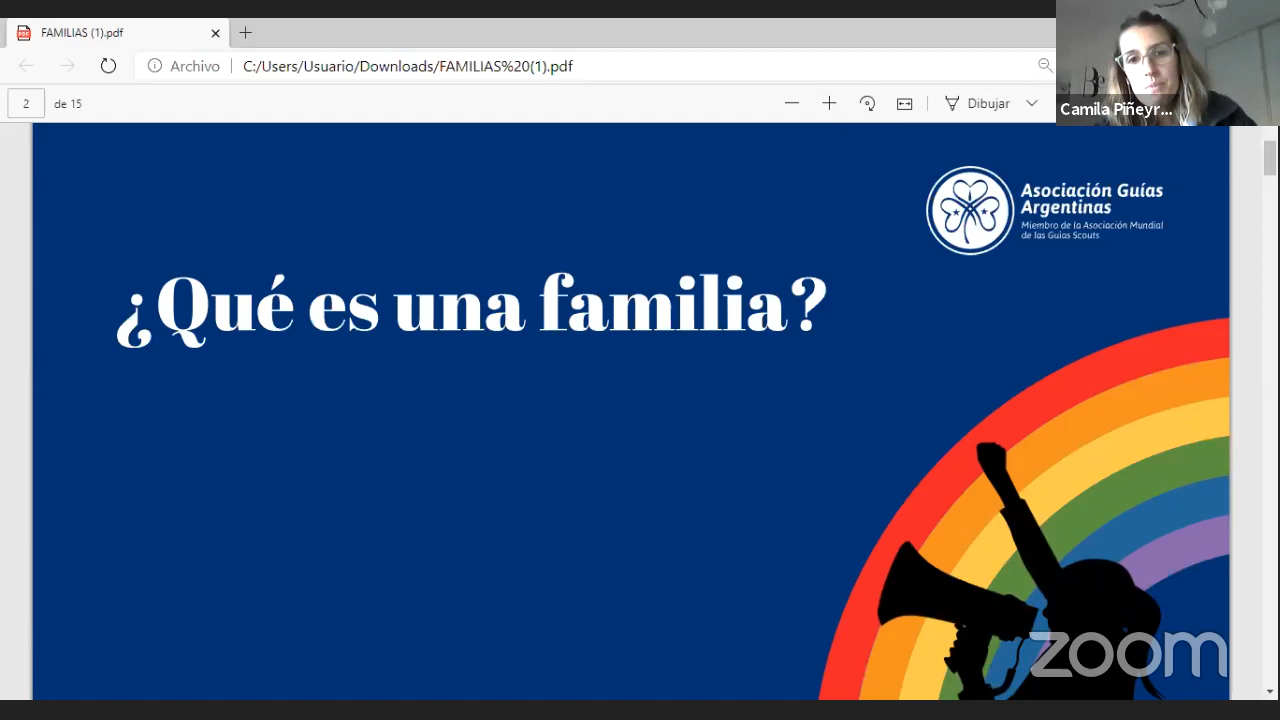 FAMILIAS (1).pdf
Archivo
C:/Users/Usuario/Downloads/FAMILIAS%20(1).pdf
2 de 15
Dibujar
Camila Piñeyr...
Asociación Guías
Argentinas
Miembro de la Asociación Mundial
de las Guías Scouts
¿Qué es una familia?
zoom